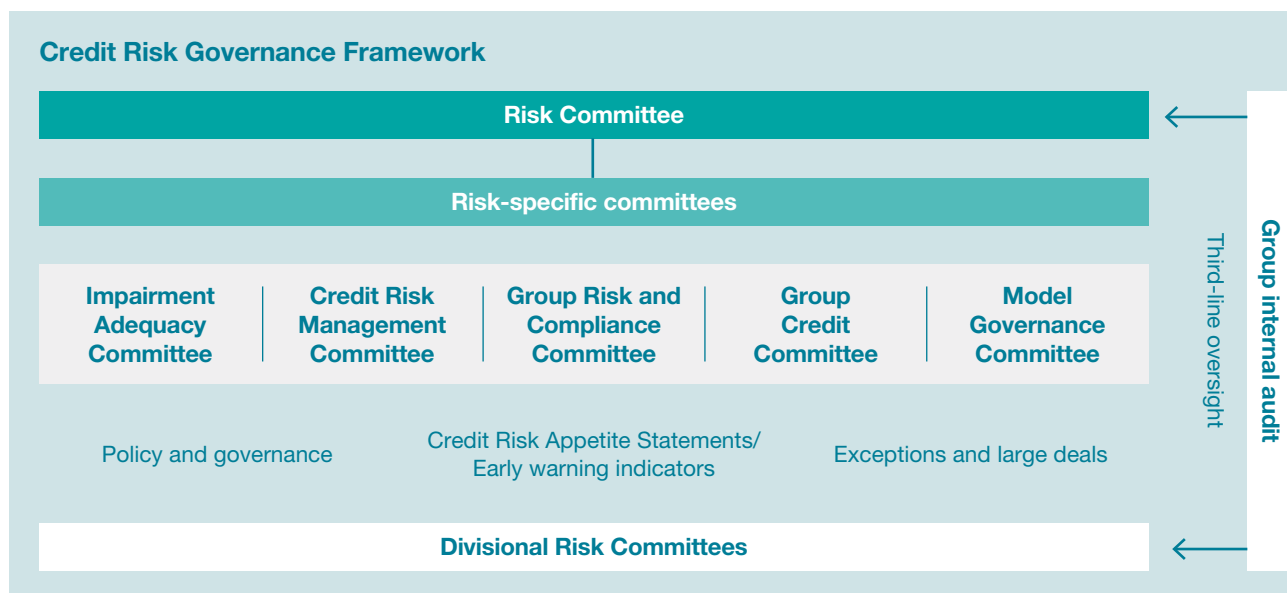 Credit Risk Governance Framework
Risk Committee
Risk-specific committees
Impairment
Adequacy
Committee
Credit Risk
Management
Committee
Group Risk and
Compliance
Committee
Group
Credit
Committee
Model
Governance
Committee
Policy and governance
Credit Risk Appetite Statements/
Early warning indicators
Exceptions and large deals
Divisional Risk Committees
Third-line oversight
Group internal audit